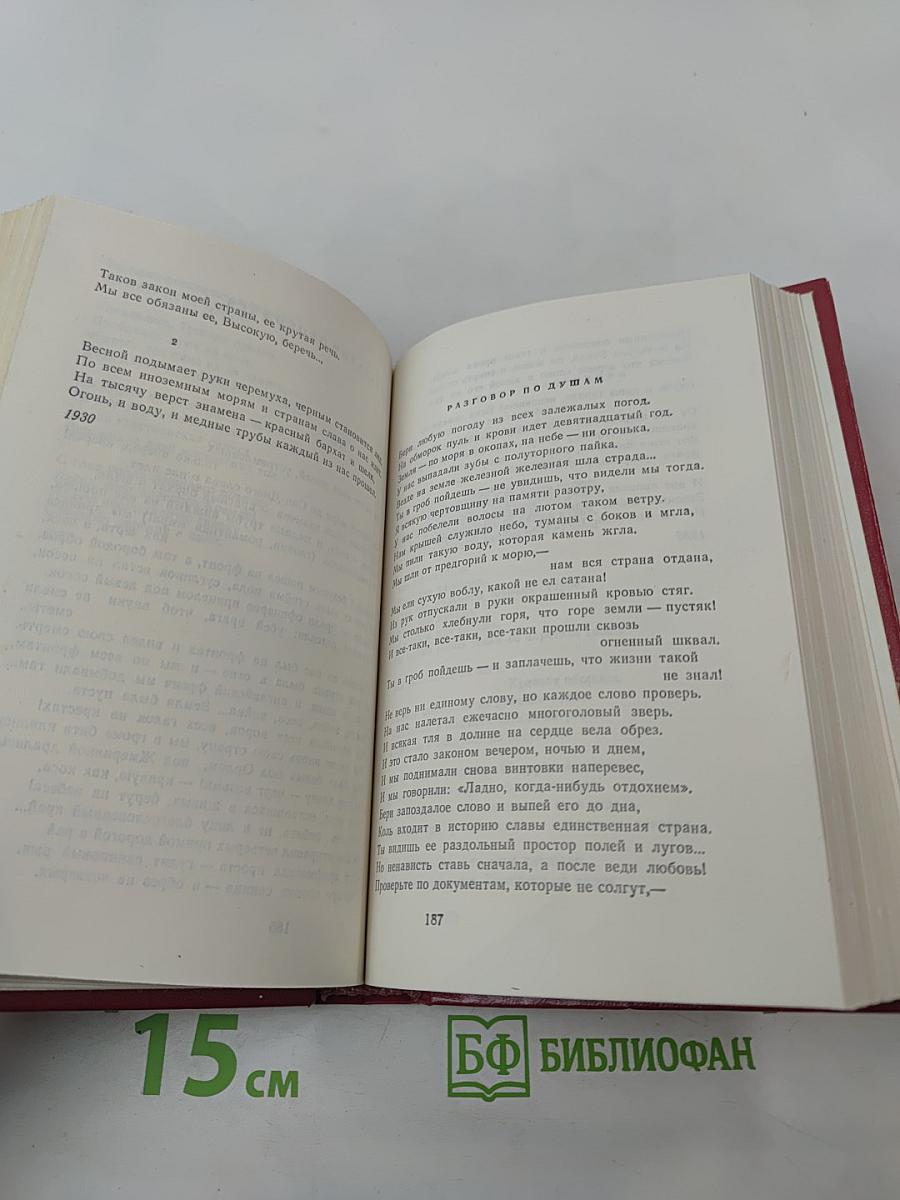 Таков закон моей страны, ее крутая речь.
Мы все обязаны ее, Высокую, беречь...
2
Весной подымает руки черемуха, черным становится
По всем иноземным морям и странам слава о нас идет,
На тысячу верст знамена — красный бархат и шелк,
Огонь, и воду, и медные трубы каждый из нас прошел.
1930
РАЗГОВОР ПО ДУШАМ
Бери любую погоду из всех залежалых погод,
На обморок пуль и крови идет девятнадцатый год.
Земля — по моря в окопах, на небе — ни огонька.
У нас выпадали зубы с полуторного пайка.
Везде на земле железной железная шла страда...
Ты в гроб пойдешь — не увидишь, что видели мы тогда.
Я всякую чертовщину на памяти разотру,
У нас побелели волосы на лютом таком ветру.
Нам крышей служило небо, туманы с боков и мгла,
Мы пили такую воду, которая камень жгла.
Мы шли от предгорий к морю,—
нам вся страна отдана,
Мы ели сухую воблу, какой не ел сатана!
Из рук отпускали в руки окрашенный кровью стяг.
Мы столько хлебнули горя, что горе земли — пустяк!
И все-таки, все-таки, все-таки прошли сквозь
огненный шквал.
Ты в гроб пойдешь — и заплачешь, что жизни такой
не знал!
Не верь ни единому слову, но каждое слово проверь.
На нас налетал ежечасно многоголовый зверь.
И всякая тля в долине на сердце вела обрез.
И это стало законом вечером, ночью и днем,
И мы поднимали снова винтовки наперевес,
И мы говорили: «Ладно, когда-нибудь отдохнем».
Бери запоздалое слово и выпей его до дна,
Коль входит в историю славы единственная страна.
Ты видишь ее раздольный простор полей и лугов...
Но ненависть ставь сначала, а после веди любовь!
Проверьте по документам, которые не солгут,—
187
15 см
БФ БИБЛИОФАН